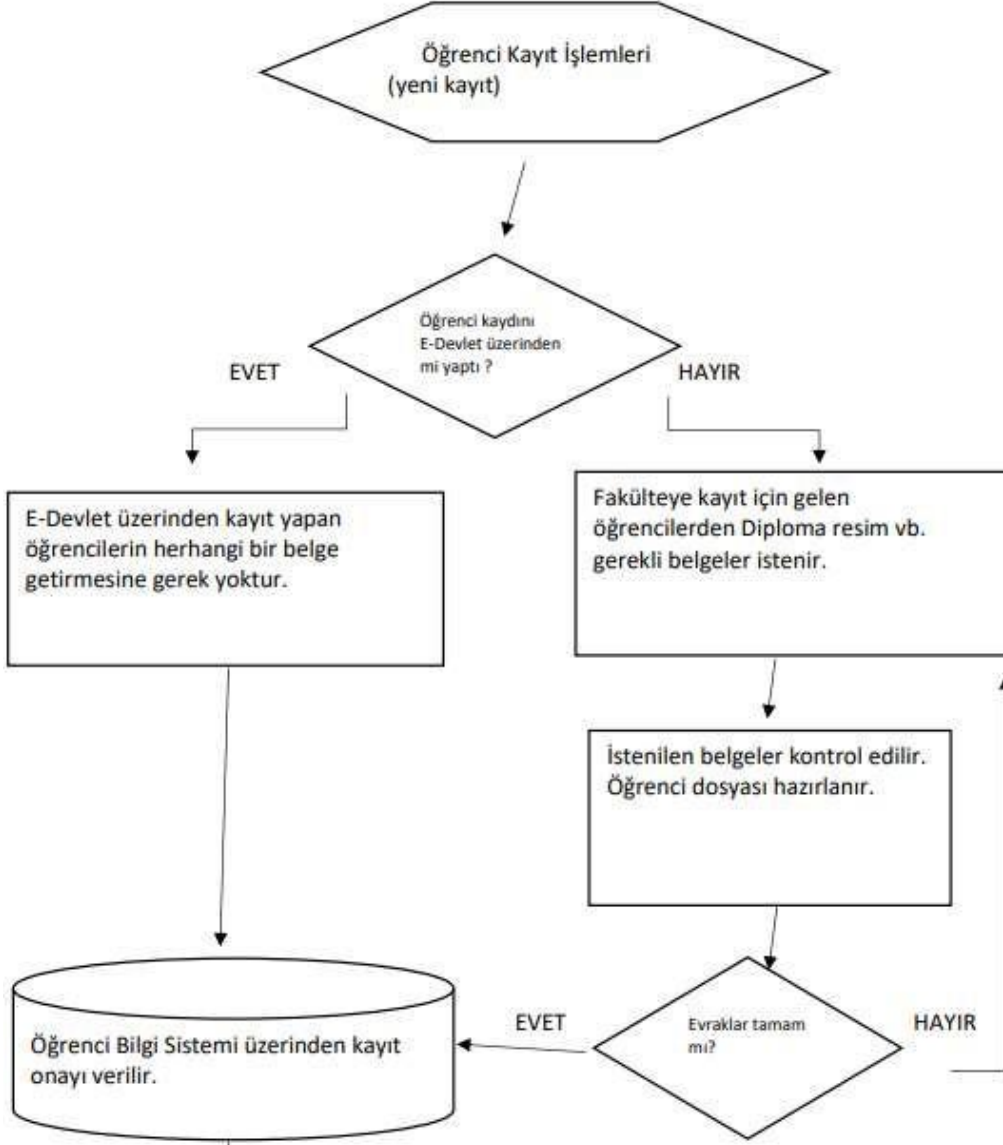 Öğrenci Kayıt İşlemleri
(yeni kayıt)
Öğrenci kaydını
E-Devlet üzerinden
mi yaptı ?
EVET
HAYIR
E-Devlet üzerinden kayıt yapan
öğrencilerin herhangi bir belge
getirmesine gerek yoktur.
Fakülteye kayıt için gelen
öğrencilerden Diploma resim vb.
gerekli belgeler istenir.
İstenilen belgeler kontrol edilir.
Öğrenci dosyası hazırlanır.
Evraklar tamam
mı?
EVET
HAYIR
Öğrenci Bilgi Sistemi üzerinden kayıt
onayı verilir.